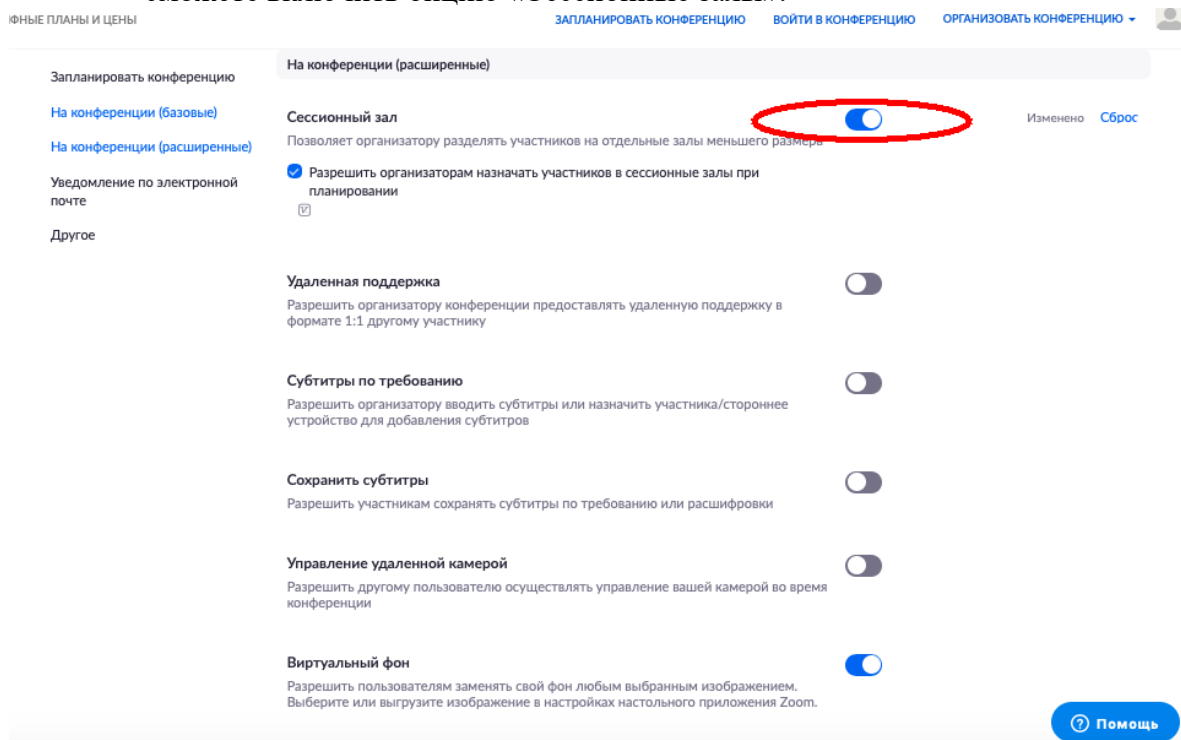 ФНЫЕ ПЛАНЫ И ЦЕНЫ
ЗАПЛАНИРОВАТЬ КОНФЕРЕНЦИЮ ВОЙТИ В КОНФЕРЕНЦИЮ ОРГАНИЗОВАТЬ КОНФЕРЕНЦИЮ
Запланировать конференцию
На конференции (базовые)
На конференции (расширенные)
Уведомление по электронной
почте
Другое
На конференции (расширенные)
Сессионный зал
Изменено Сброс
Позволяет организатору разделять участников на отдельные залы меньшего размера
Разрешить организаторам назначать участников в сессионные залы при
планировании
Удаленная поддержка
Разрешить организатору конференции предоставлять удаленную поддержку в
формате 1:1 другому участнику
Субтитры по требованию
Разрешить организатору вводить субтитры или назначить участника/стороннее
устройство для добавления субтитров
Сохранить субтитры
Разрешить участникам сохранять субтитры по требованию или расшифровки
Управление удаленной камерой
Разрешить другому пользователю осуществлять управление вашей камерой во время
конференции
Виртуальный фон
Разрешить пользователям заменять свой фон любым выбранным изображением.
Выберите или выгрузите изображение в настройках настольного приложения Zoom.
Помощь